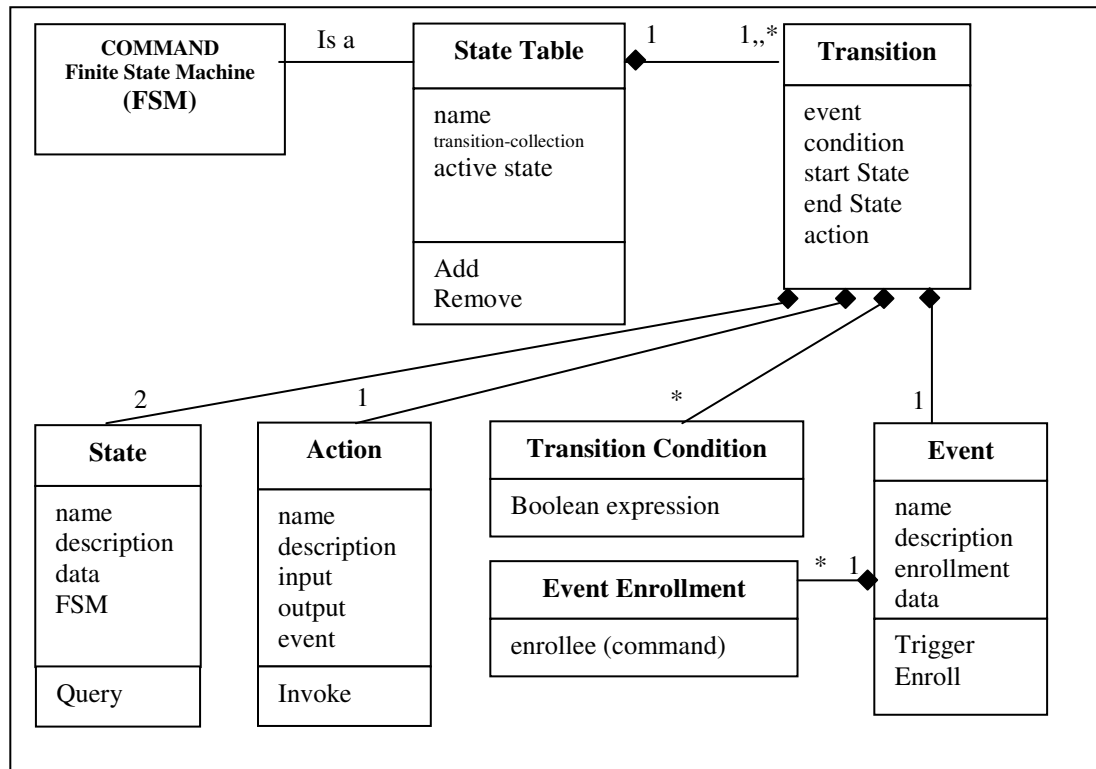 COMMAND
Finite State Machine
(FSM)
Is a
State Table
name
transition-collection
active state
Add
Remove
1
1,,*
Transition
event
condition
start State
end State
action
2
1
*
1
State
name
description
data
FSM
Query
Action
name
description
input
output
event
Invoke
Transition Condition
Boolean expression
Event Enrollment
enrollee (command)
*
1
Event
name
description
enrollment
data
Trigger
Enroll